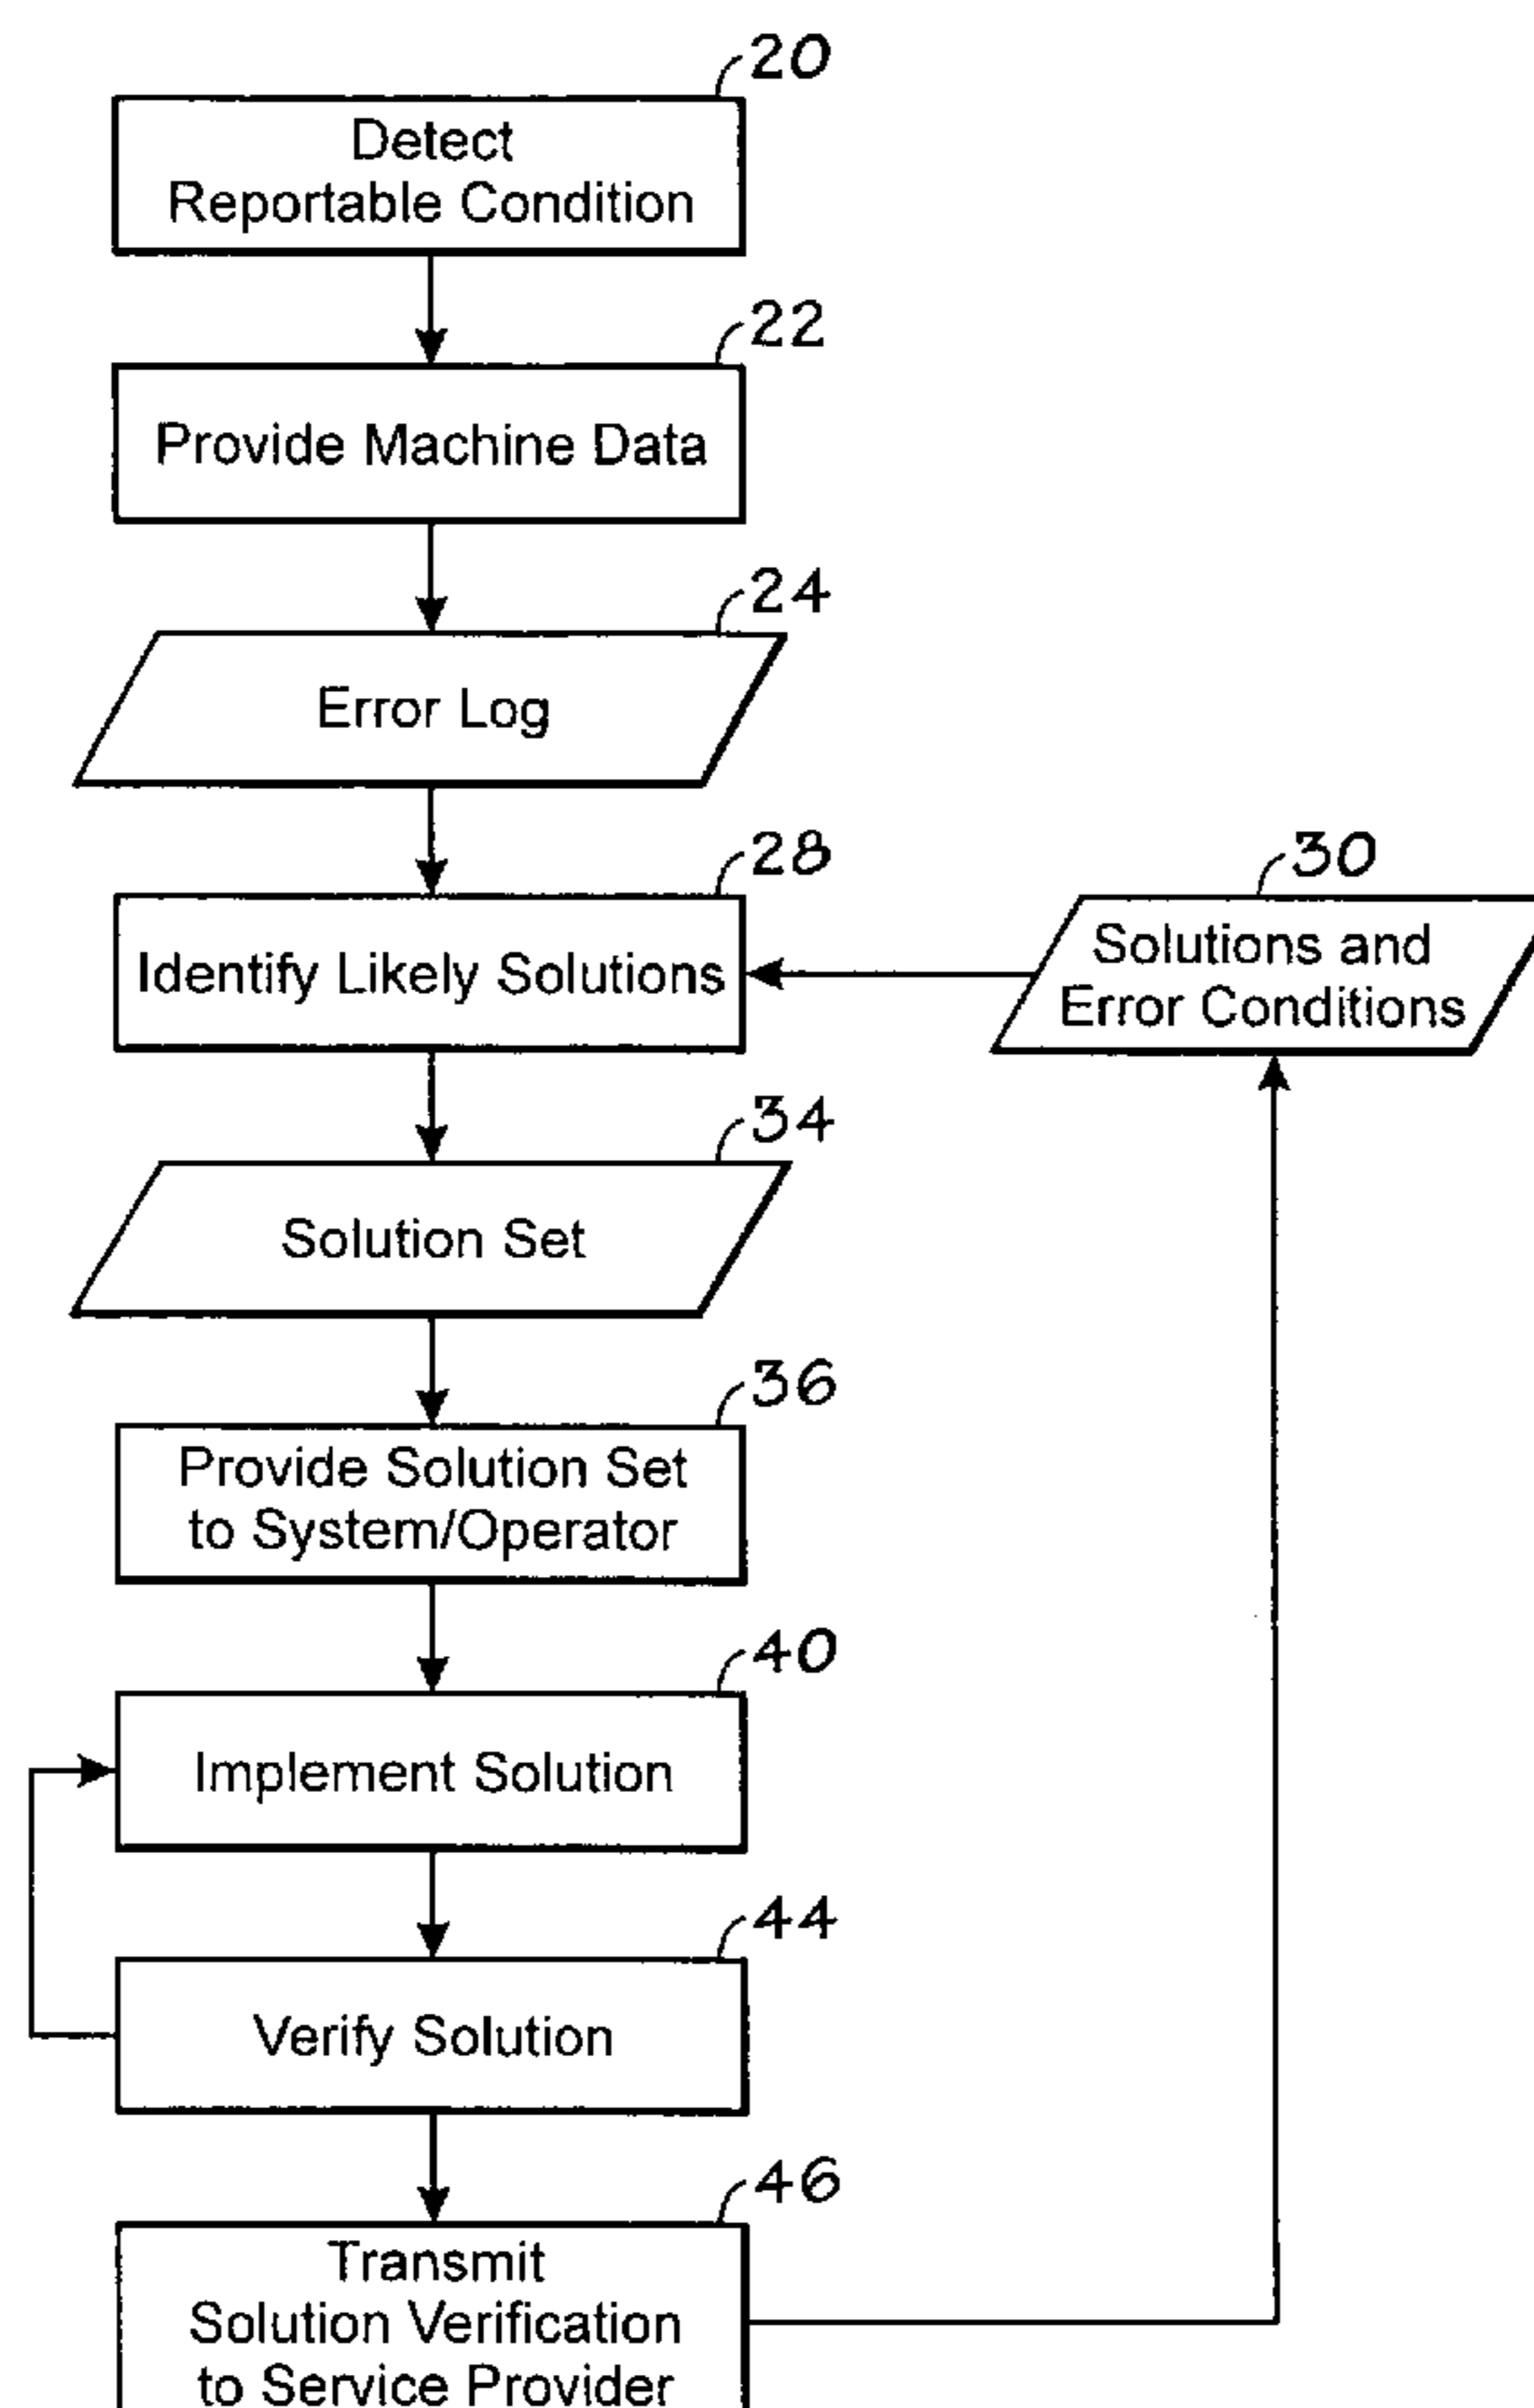 20
Detect
Reportable Condition
22
Provide Machine Data
24
Error Log
28
Identify Likely Solutions
30
Solutions and
Error Conditions
34
Solution Set
36
Provide Solution Set
to System/Operator
40
Implement Solution
44
Verify Solution
46
Transmit
Solution Verification
to Service Provider